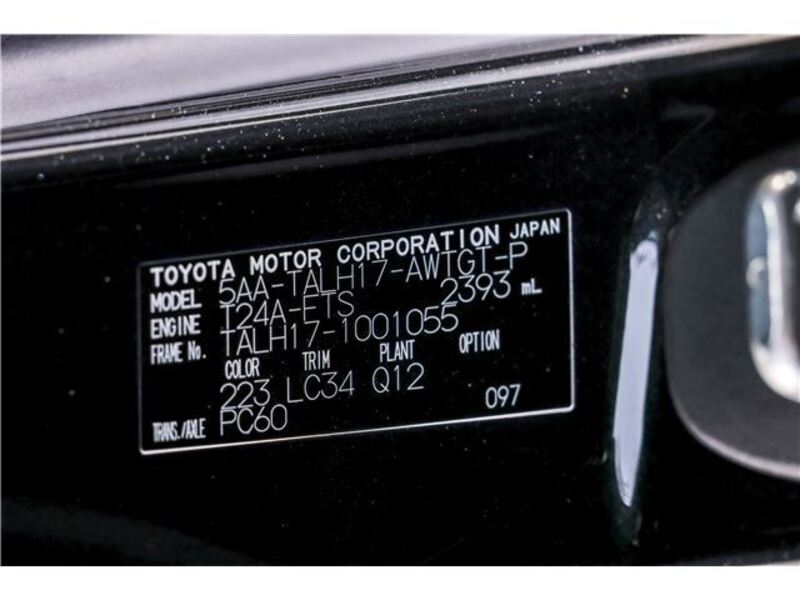 TOYOTA MOTOR CORPORATION JAPAN
MODEL 5AA-TALH17-AWTGT-P
ENGINE T24A-FTS 2393 mL
FRAME No. TALH17-1001055
COLOR TRIM PLANT OPTION
223 LC34 Q12
TRANS./AXLE PC60 097